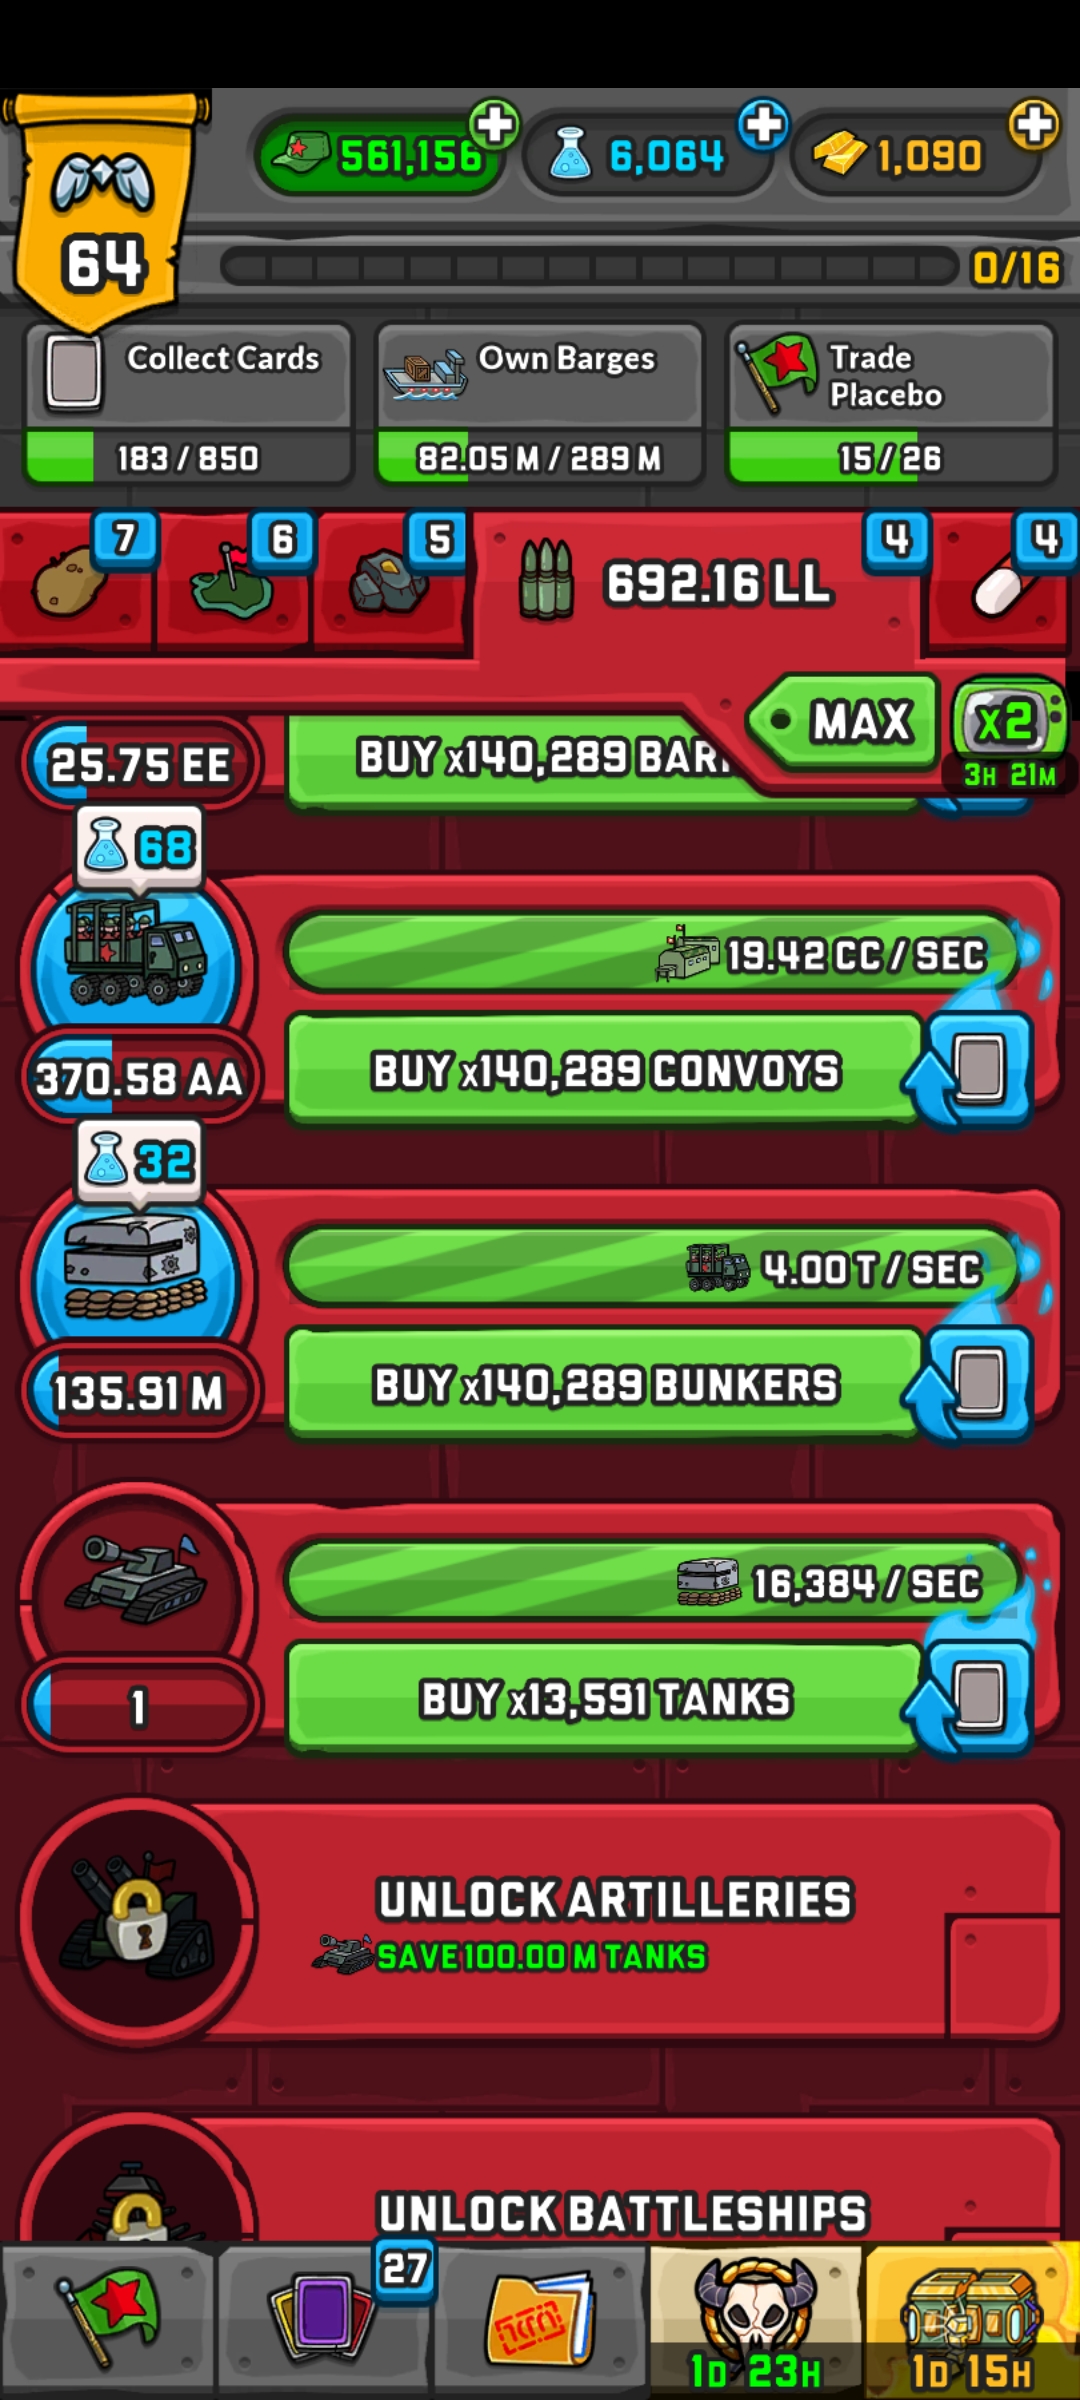 561,156
6,064
1,090
64
0/16
Collect Cards
183 / 850
Own Barges
82.05 M / 289 M
Trade
Placebo
15 / 26
7
6
5
692.16 LL
4
4
MAX
x2
3H 21M
25.75 EE
BUY x140,289 BAR
68
19.42 CC / SEC
370.58 AA
BUY x140,289 CONVOYS
32
4.00 T / SEC
135.91 M
BUY x140,289 BUNKERS
16,384 / SEC
1
BUY x13,591 TANKS
UNLOCK ARTILLERIES
SAVE 100.00 M TANKS
UNLOCK BATTLESHIPS
27
1D 23H
1D 15H